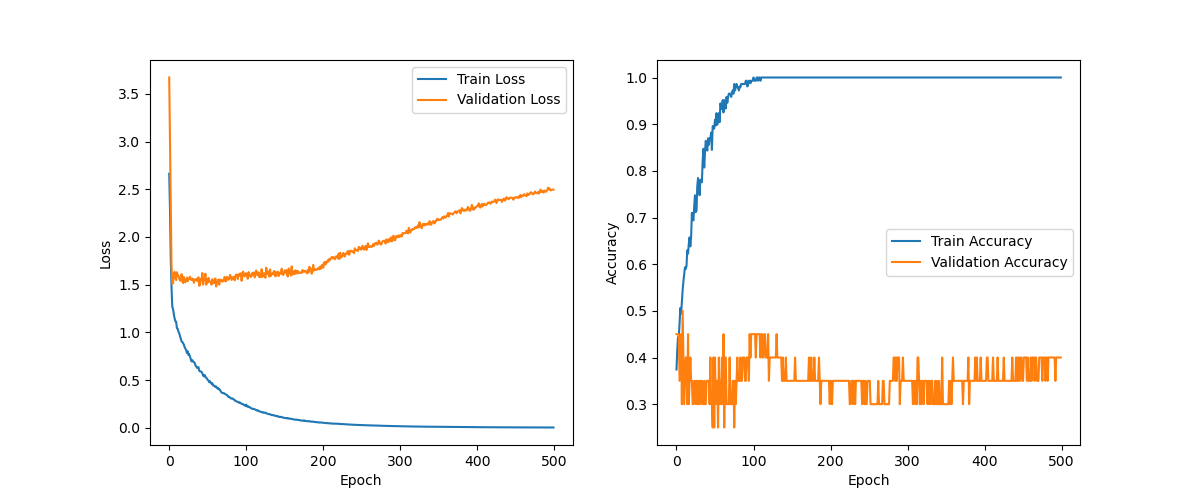 3.5
3.0
2.5
2.0
1.5
1.0
0.5
0.0
Loss
Train Loss
Validation Loss
0 100 200 300 400 500
Epoch
1.0
0.9
0.8
0.7
0.6
0.5
0.4
0.3
Accuracy
Train Accuracy
Validation Accuracy
0 100 200 300 400 500
Epoch